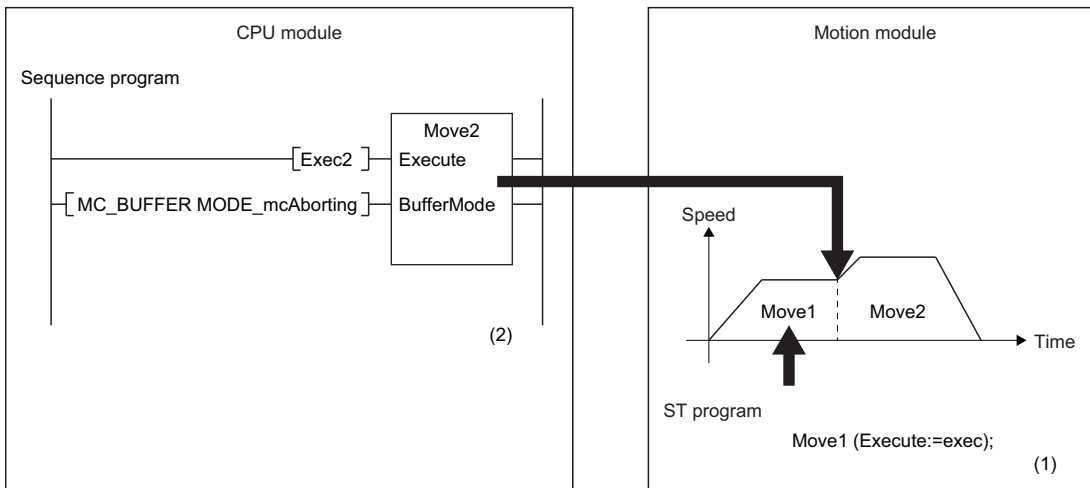 CPU module
Sequence program
Move2
Exec2 Execute
MC_BUFFER MODE_mcAborting BufferMode
(2)
Motion module
Speed
Move1 Move2
Time
ST program
Move1 (Execute:=exec);
(1)